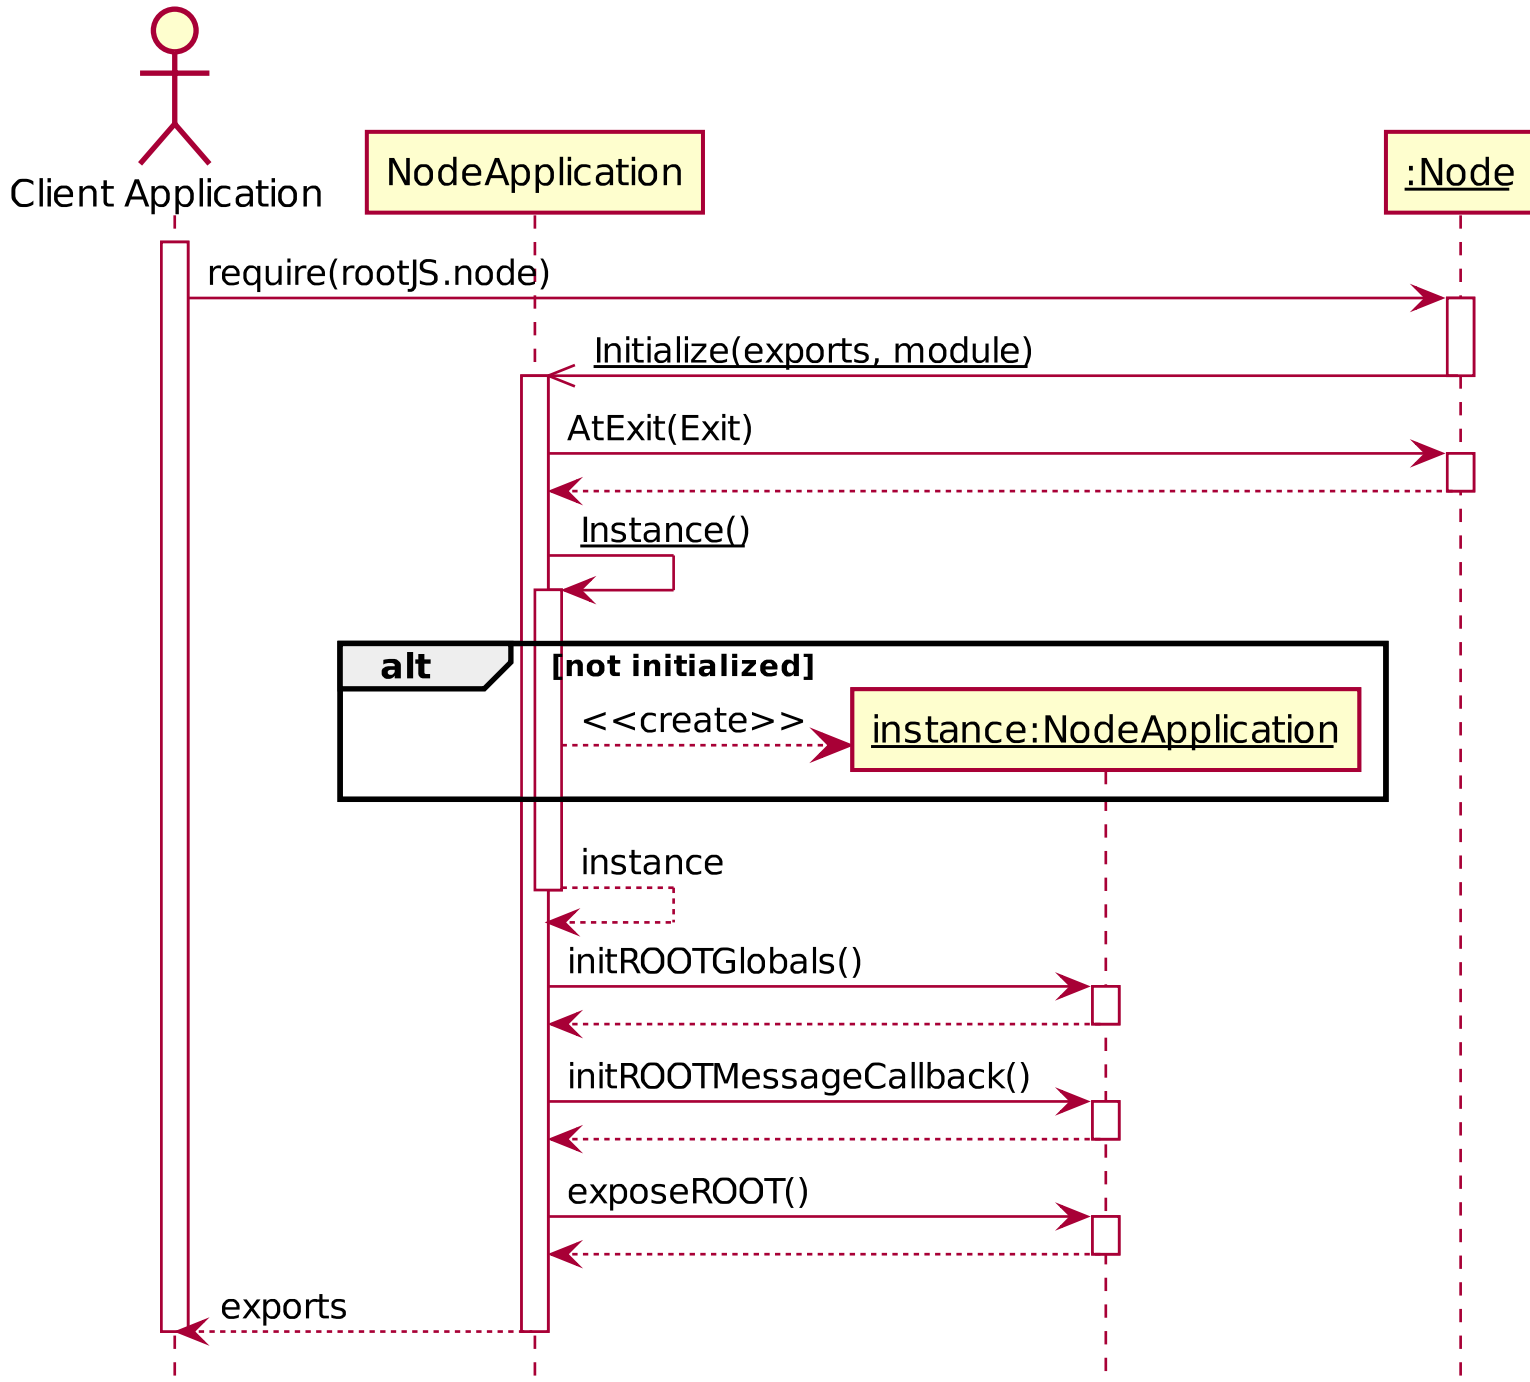 Client Application
NodeApplication
:Node
require(rootJS.node)
Initialize(exports, module)
AtExit(Exit)
Instance()
alt
[not initialized]
<<create>>
instance:NodeApplication
instance
initROOTGlobals()
initROOTMessageCallback()
exposeROOT()
exports